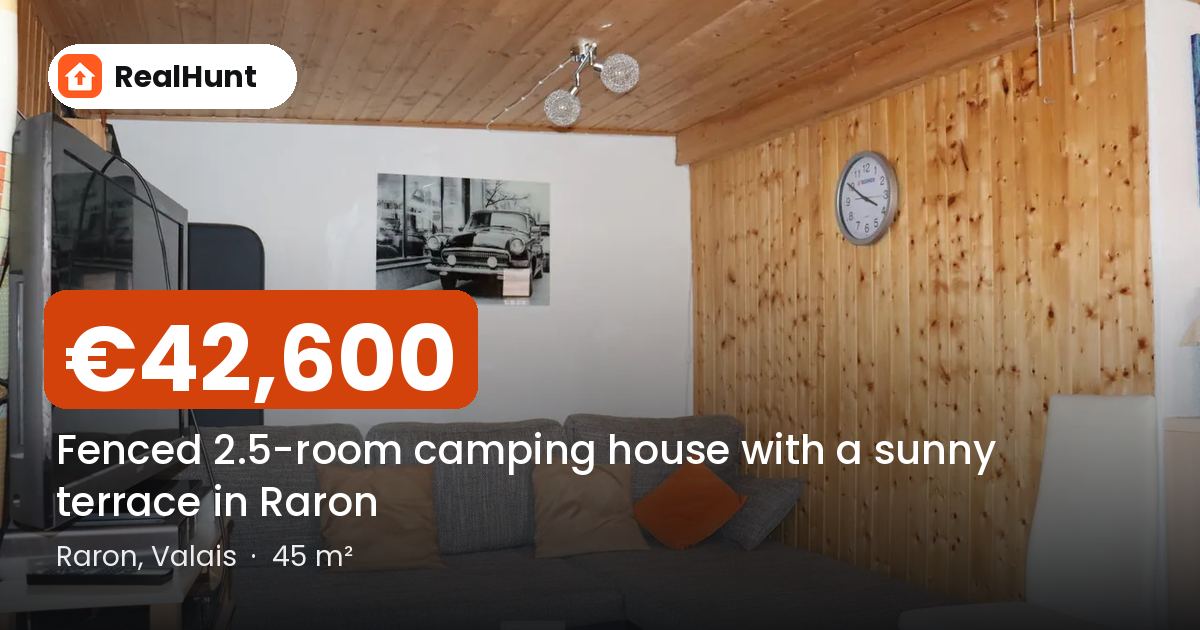 RealHunt
€42,600
Fenced 2.5-room camping house with a sunny
terrace in Raron
Raron, Valais · 45 m²